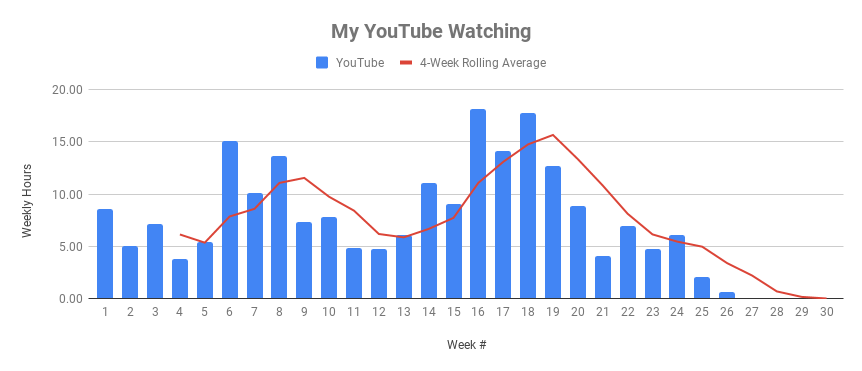 My YouTube Watching
YouTube 4-Week Rolling Average
20.00
15.00
10.00
5.00
0.00
Weekly Hours
1 2 3 4 5 6 7 8 9 10 11 12 13 14 15 16 17 18 19 20 21 22 23 24 25 26 27 28 29 30
Week #